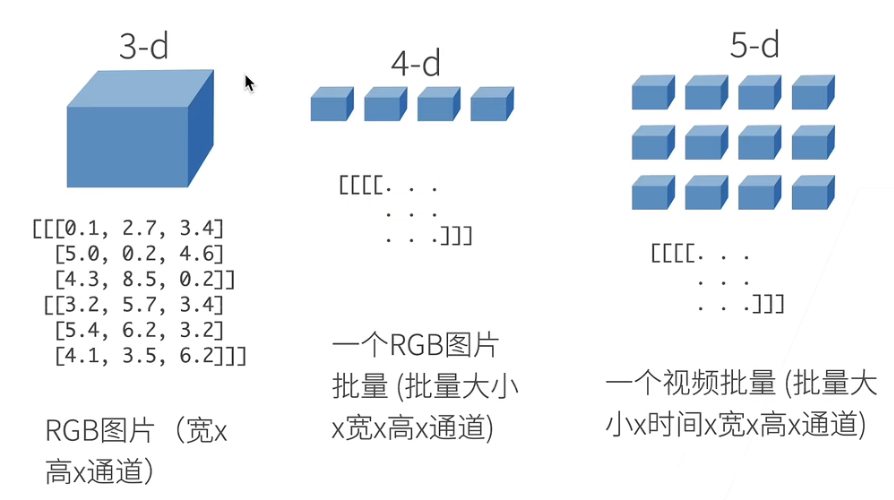 3-d
[[[0.1, 2.7, 3.4]
[5.0, 0.2, 4.6]
[4.3, 8.5, 0.2]]
[[3.2, 5.7, 3.4]
[5.4, 6.2, 3.2]
[4.1, 3.5, 6.2]]]
RGB图片（宽x
高x通道）
4-d
[[[[. . .
. . .
. . .]]]
一个RGB图片
批量 (批量大小
x宽x高x通道)
5-d
[[[[. . .
. . .
. . .]]]
一个视频批量 (批量大
小x时间x宽x高x通道)